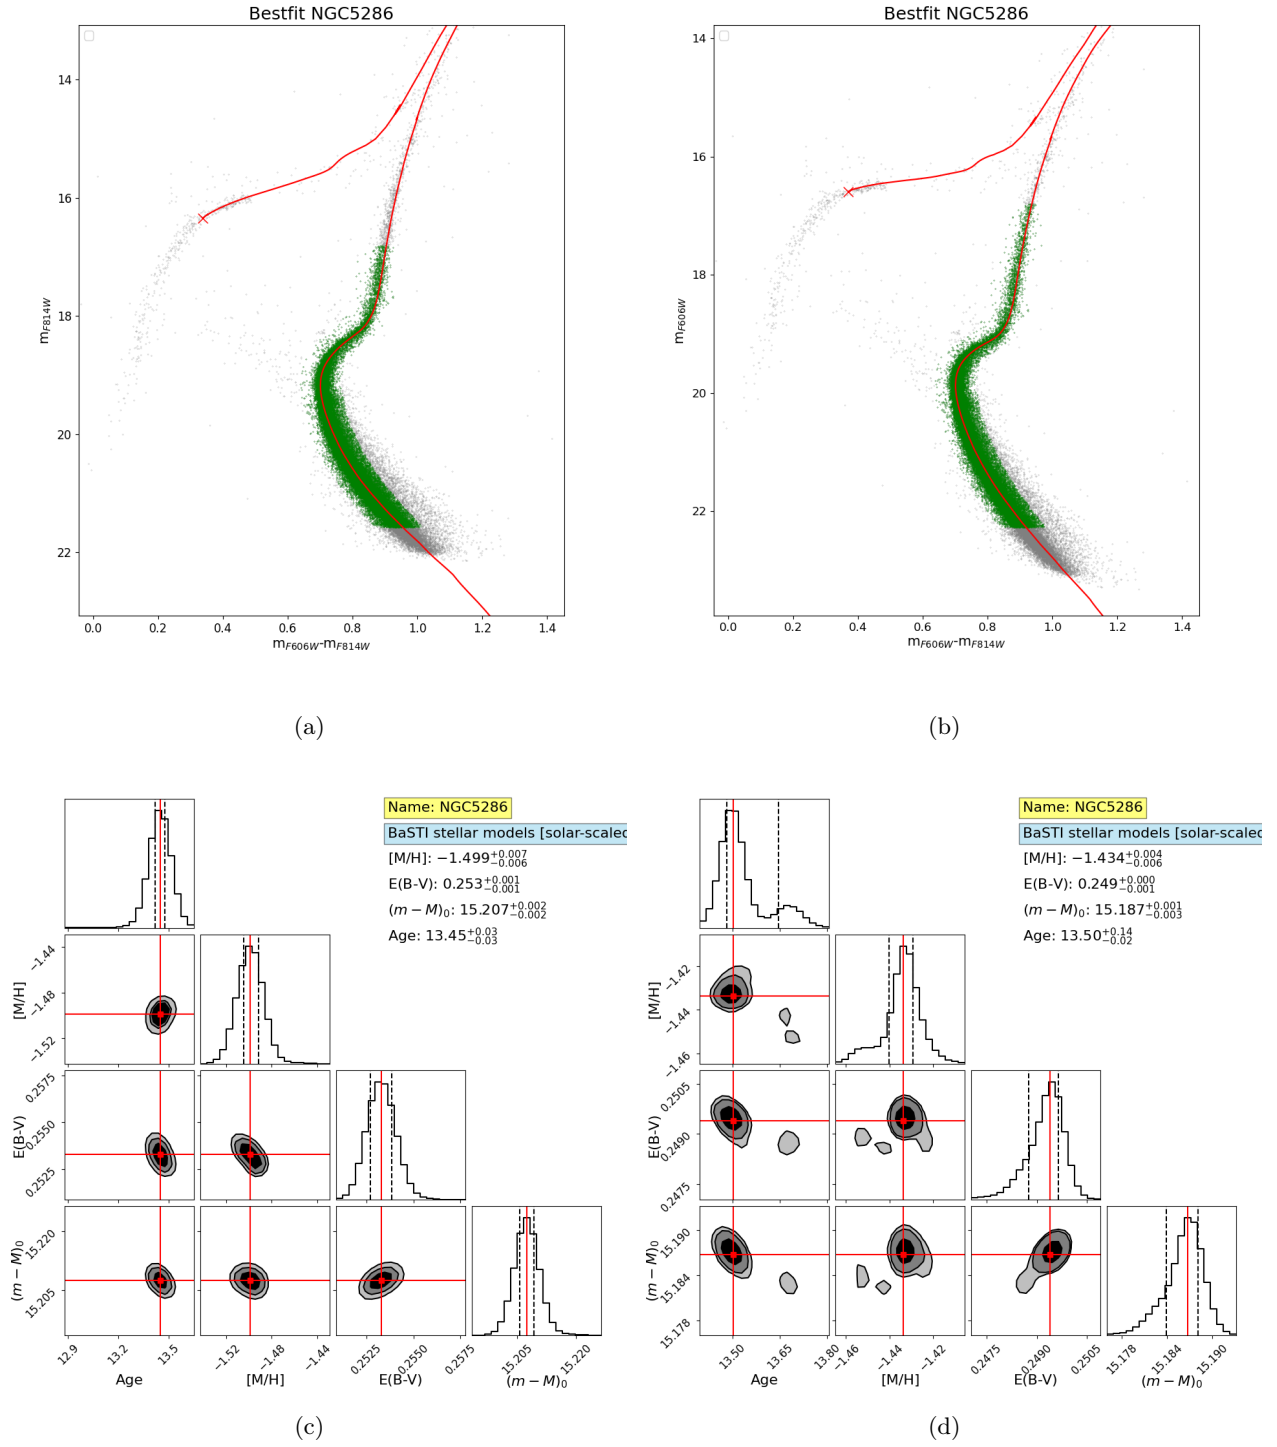 Bestfit NGC5286
14
16
18
20
22
m_F814W
0.0 0.2 0.4 0.6 0.8 1.0 1.2 1.4
m_F606W-m_F814W
(a)
Bestfit NGC5286
14
16
18
20
22
m_F606W
0.0 0.2 0.4 0.6 0.8 1.0 1.2 1.4
m_F606W-m_F814W
(b)
Name: NGC5286
BaSTI stellar models [solar-scaled
[M/H]: −1.499^{+0.007}_{−0.006}
E(B-V): 0.253^{+0.001}_{−0.001}
(m − M)_0: 15.207^{+0.002}_{−0.002}
Age: 13.45^{+0.03}_{−0.03}
[M/H]
−1.44
−1.48
−1.52
E(B-V)
0.2575
0.2550
0.2525
(m − M)_0
15.220
15.205
12.9 13.2 13.5
Age
−1.52 −1.48 −1.44
[M/H]
0.2525 0.2550 0.2575
E(B-V)
15.205 15.220
(m − M)_0
(c)
Name: NGC5286
BaSTI stellar models [solar-scaled
[M/H]: −1.434^{+0.004}_{−0.006}
E(B-V): 0.249^{+0.000}_{−0.001}
(m − M)_0: 15.187^{+0.001}_{−0.003}
Age: 13.50^{+0.14}_{−0.02}
[M/H]
−1.42
−1.44
−1.46
E(B-V)
0.2505
0.2490
0.2475
(m − M)_0
15.190
15.184
15.178
13.50 13.65 13.80
Age
−1.46 −1.44 −1.42
[M/H]
0.2475 0.2490 0.2505
E(B-V)
15.178 15.184 15.190
(m − M)_0
(d)